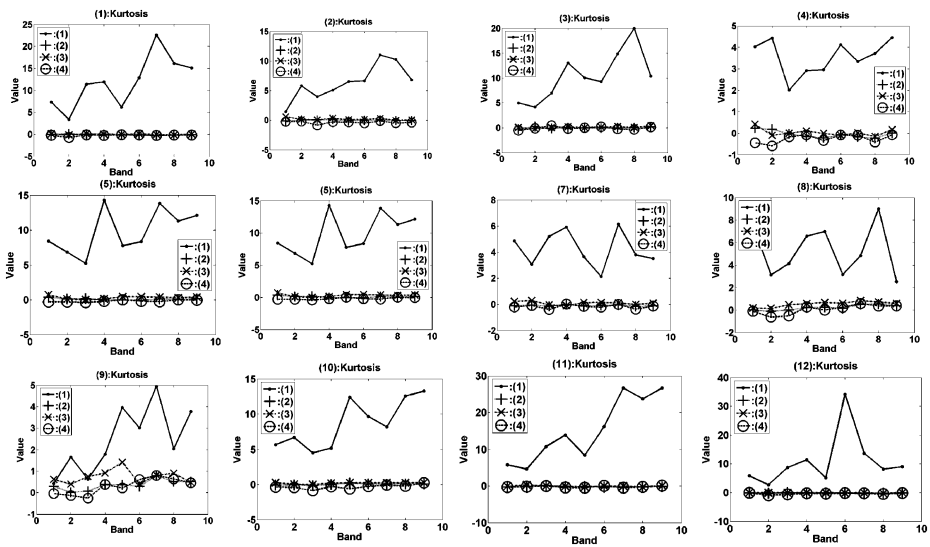 (1):Kurtosis
Value
25
20
15
10
5
0
-5
0 2 4 6 8 10
Band
:(1)
:(2)
:(3)
:(4)
(2):Kurtosis
Value
15
10
5
0
-5
0 2 4 6 8 10
Band
:(1)
:(2)
:(3)
:(4)
(3):Kurtosis
Value
20
15
10
5
0
-5
0 2 4 6 8 10
Band
:(1)
:(2)
:(3)
:(4)
(4):Kurtosis
Value
5
4
3
2
1
0
-1
0 2 4 6 8 10
Band
:(1)
:(2)
:(3)
:(4)
(5):Kurtosis
Value
15
10
5
0
-5
0 2 4 6 8 10
Band
:(1)
:(2)
:(3)
:(4)
(5):Kurtosis
Value
15
10
5
0
-5
0 2 4 6 8 10
Band
:(1)
:(2)
:(3)
:(4)
(7):Kurtosis
Value
8
6
4
2
0
-2
0 2 4 6 8 10
Band
:(1)
:(2)
:(3)
:(4)
(8):Kurtosis
Value
10
8
6
4
2
0
-2
0 2 4 6 8 10
Band
:(1)
:(2)
:(3)
:(4)
(9):Kurtosis
Value
5
4
3
2
1
0
-1
0 2 4 6 8 10
Band
:(1)
:(2)
:(3)
:(4)
(10):Kurtosis
Value
15
10
5
0
-5
0 2 4 6 8 10
Band
:(1)
:(2)
:(3)
:(4)
(11):Kurtosis
Value
30
20
10
0
-10
0 2 4 6 8 10
Band
:(1)
:(2)
:(3)
:(4)
(12):Kurtosis
Value
40
30
20
10
0
-10
0 2 4 6 8 10
Band
:(1)
:(2)
:(3)
:(4)